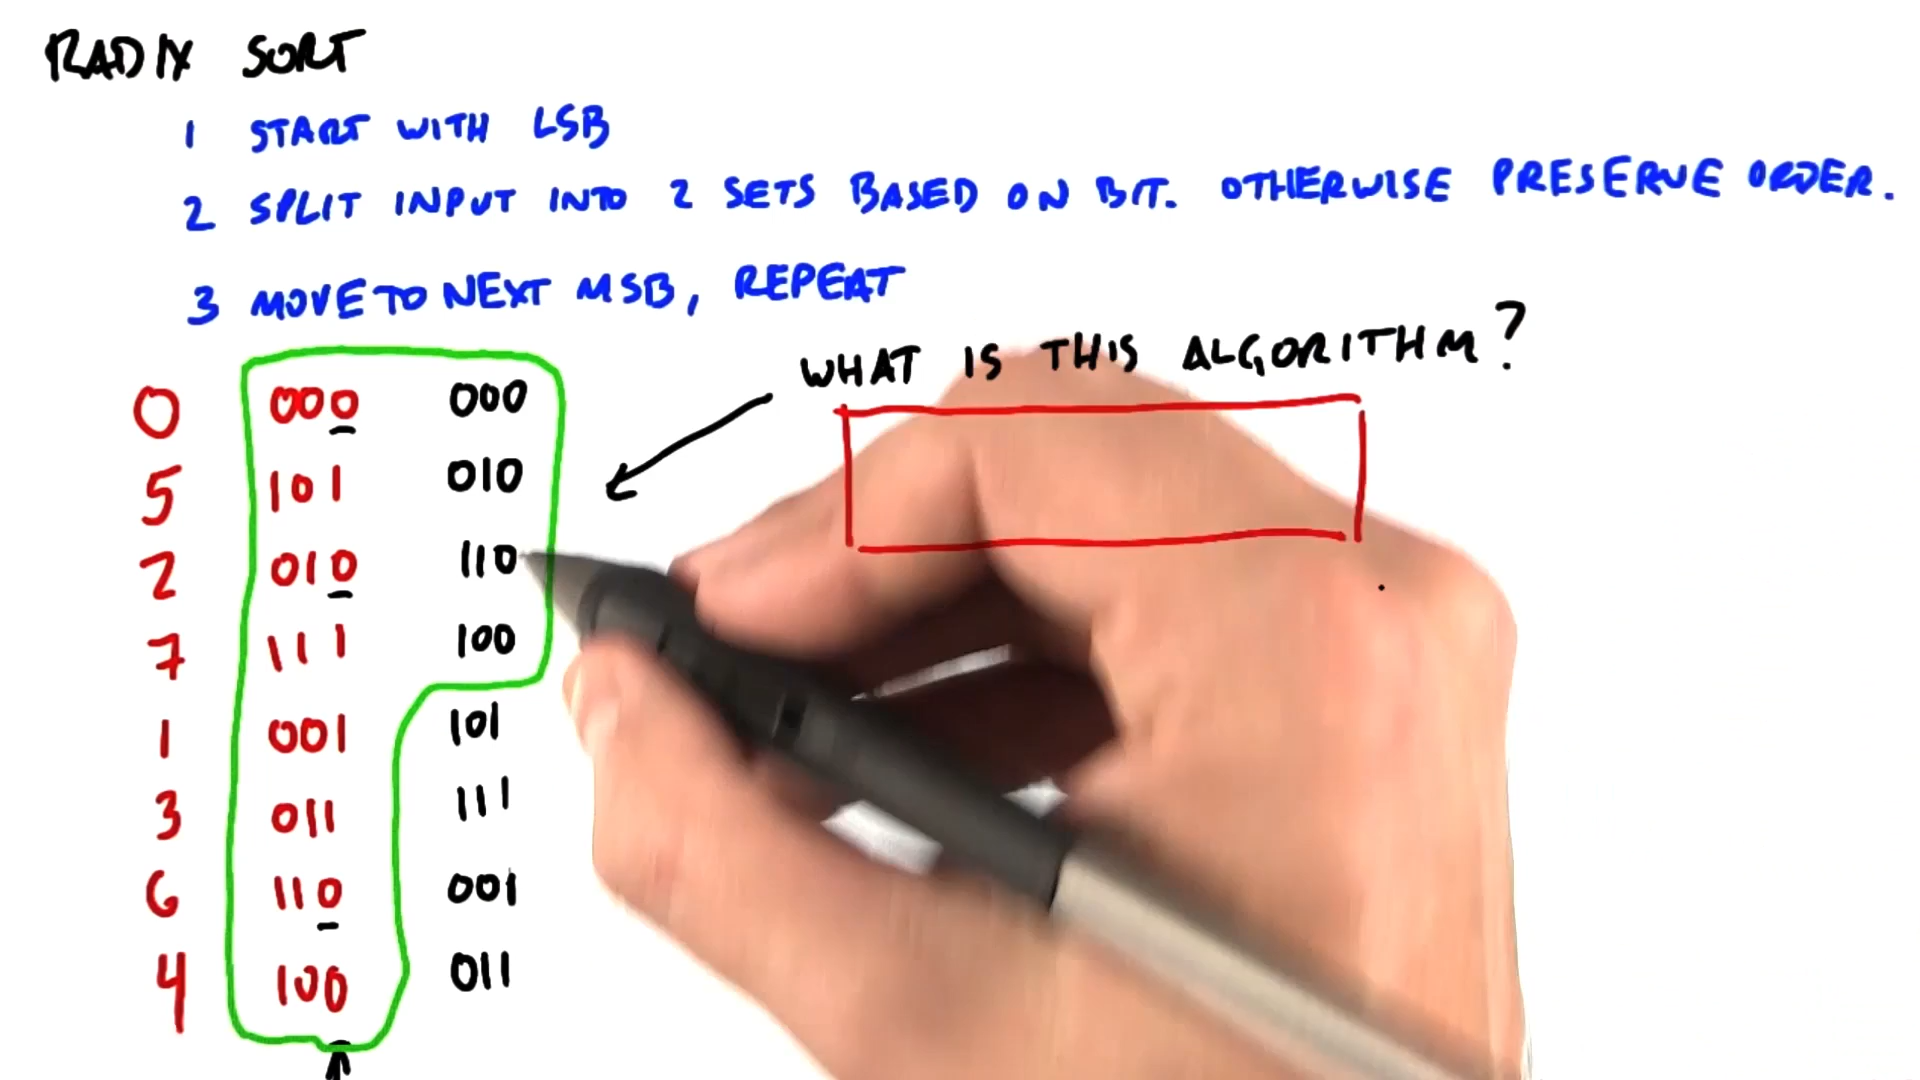 RADIX SORT
1 START WITH LSB
2 SPLIT INPUT INTO 2 SETS BASED ON BIT. OTHERWISE PRESERVE ORDER.
3 MOVE TO NEXT MSB, REPEAT
WHAT IS THIS ALGORITHM?
0 000 000
5 101 010
2 010 110
7 111 100
1 001 101
3 011 111
6 110 001
4 100 011